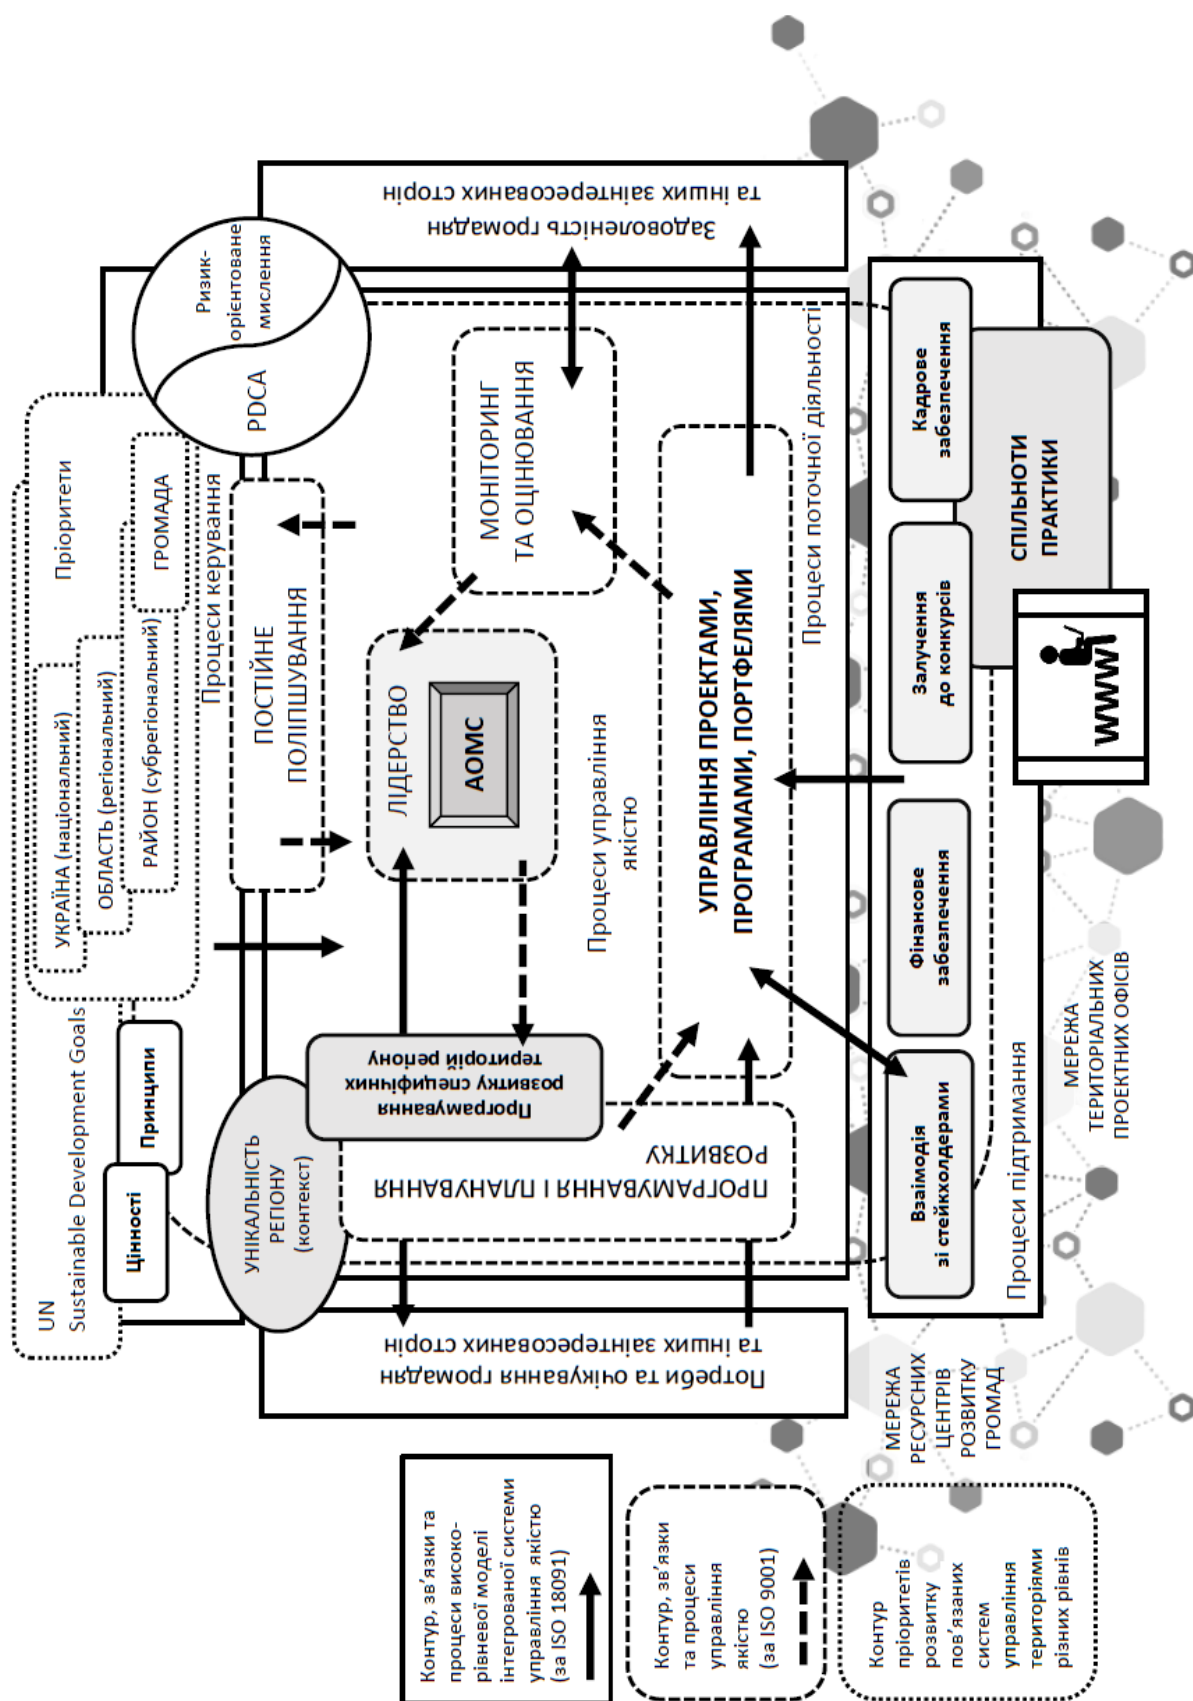 UN
Sustainable Development Goals
Пріоритети
УКРАЇНА (національний)
ОБЛАСТЬ (регіональний)
РАЙОН (субрегіональний)
ГРОМАДА
Цінності
Принципи
Процеси керування
Ризик-
орієнтоване
мислення
PDCA
УНІКАЛЬНІСТЬ
РЕГІОНУ
(контекст)
ПОСТІЙНЕ
ПОЛІПШУВАННЯ
Потреби та очікування громадян
та інших заінтересованих сторін
Програмування
розвитку специфічних
територій регіону
ПРОГРАМУВАННЯ І ПЛАНУВАННЯ
РОЗВИТКУ
ЛІДЕРСТВО
АОМС
МОНІТОРИНГ
ТА ОЦІНЮВАННЯ
Задоволеність громадян
та інших заінтересованих сторін
Процеси управління
якістю
УПРАВЛІННЯ ПРОЕКТАМИ,
ПРОГРАМАМИ, ПОРТФЕЛЯМИ
Процеси поточної діяльності
Взаімодія
зі стейкхолдерами
Фінансове
забезпечення
Залучення
до конкурсів
Кадрове
забезпечення
СПІЛЬНОТИ
ПРАКТИКИ
Процеси підтримання
WWW
МЕРЕЖА
РЕСУРСНИХ
ЦЕНТРІВ
РОЗВИТКУ
ГРОМАД
МЕРЕЖА
ТЕРИТОРІАЛЬНИХ
ПРОЕКТНИХ ОФІСІВ
Контур, зв’язки та
процеси високо-
рівневої моделі
інтегрованої системи
управління якістю
(за ISO 18091)
Контур, зв’язки
та процеси
управління
якістю
(за ISO 9001)
Контур
пріоритетів
розвитку
пов’язаних
систем
управління
територіями
різних рівнів